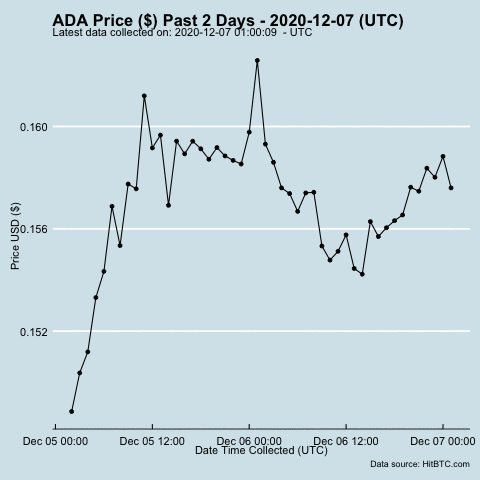 ADA Price ($) Past 2 Days - 2020-12-07 (UTC)
Latest data collected on: 2020-12-07 01:00:09  - UTC
Price USD ($)
0.160
0.156
0.152
Dec 05 00:00 Dec 05 12:00 Dec 06 00:00 Dec 06 12:00 Dec 07 00:00
Date Time Collected (UTC)
Data source: HitBTC.com